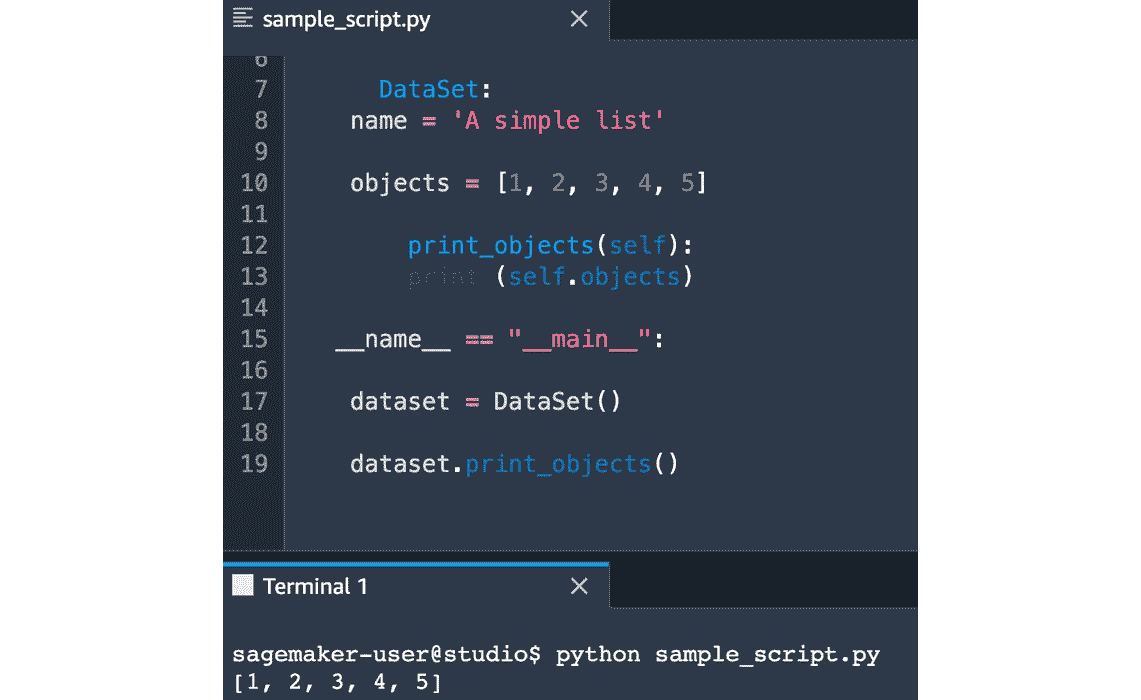 sample_script.py
6
7 DataSet:
8 name = 'A simple list'
9
10 objects = [1, 2, 3, 4, 5]
11
12 print_objects(self):
13 print (self.objects)
14
15 __name__ == "__main__":
16
17 dataset = DataSet()
18
19 dataset.print_objects()
Terminal 1
sagemaker-user@studio$ python sample_script.py
[1, 2, 3, 4, 5]